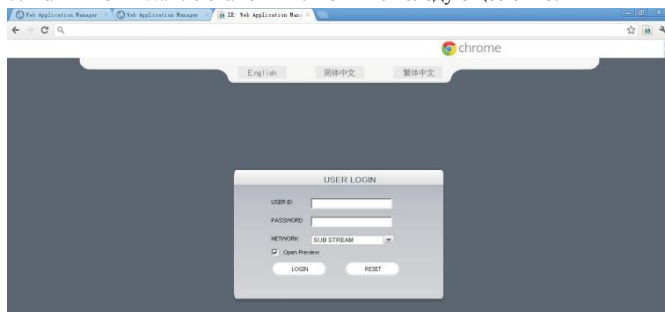 Web Application Manager
Web Application Manager
IE: Web Application Man
chrome
English 简体中文 繁体中文
USER LOGIN
USER ID:
PASSWORD
NETWORK: SUB STREAM
Open Preview
LOGIN RESET